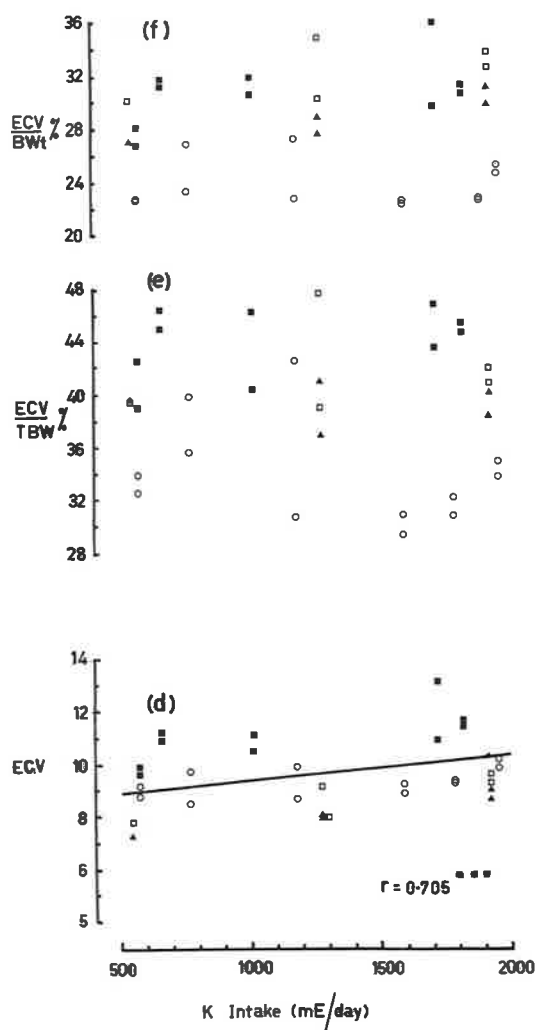 (f)
36
32
28
24
20
ECV
BWt %
(e)
48
44
40
36
32
28
ECV
TBW %
(d)
14
12
10
8
6
5
ECV
r = 0·705
500 1000 1500 2000
K Intake (mE/day)